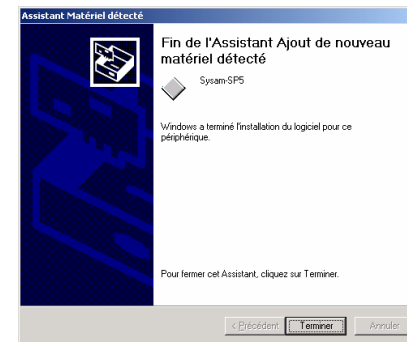 Assistant Matériel détecté
Fin de l'Assistant Ajout de nouveau
matériel détecté
Sysam-SP5
Windows a terminé l'installation du logiciel pour ce
périphérique.
Pour fermer cet Assistant, cliquez sur Terminer.
< Précédent
Terminer
Annuler